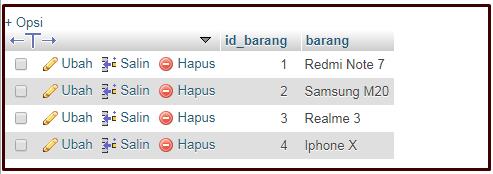 + Opsi
id_barang barang
Ubah Salin Hapus 1 Redmi Note 7
Ubah Salin Hapus 2 Samsung M20
Ubah Salin Hapus 3 Realme 3
Ubah Salin Hapus 4 Iphone X